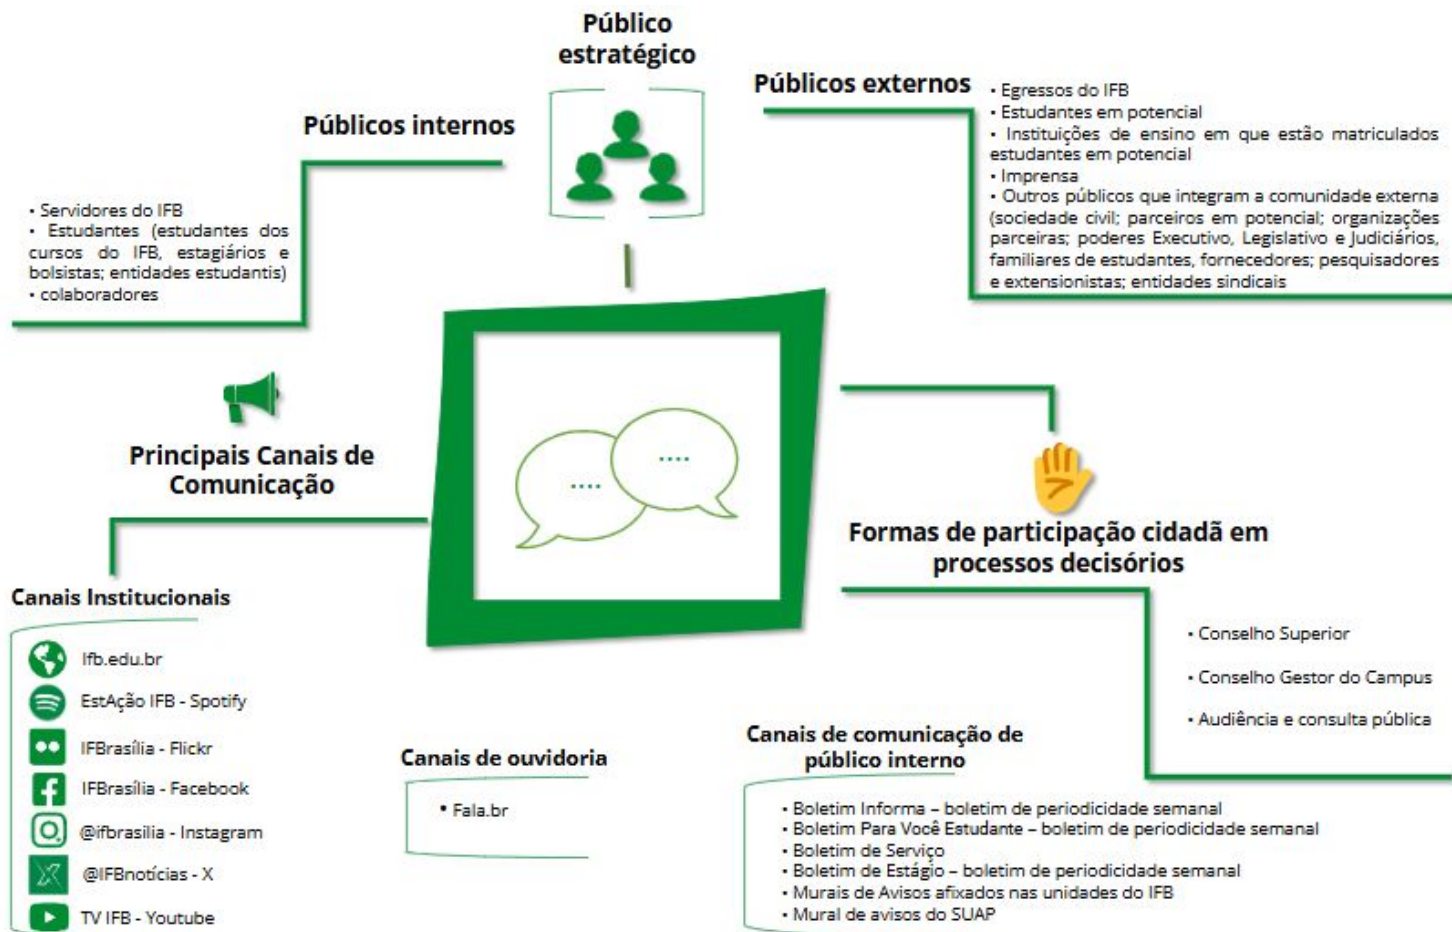 Público
estratégico
Públicos internos
• Servidores do IFB
• Estudantes (estudantes dos
cursos do IFB, estagiários e
bolsistas; entidades estudantis)
• colaboradores
Públicos externos
• Egressos do IFB
• Estudantes em potencial
• Instituições de ensino em que estão matriculados
estudantes em potencial
• Imprensa
• Outros públicos que integram a comunidade externa
(sociedade civil; parceiros em potencial; organizações
parceiras; poderes Executivo, Legislativo e Judiciários,
familiares de estudantes, fornecedores; pesquisadores
e extensionistas; entidades sindicais
Principais Canais de
Comunicação
....
....
Formas de participação cidadã em
processos decisórios
• Conselho Superior
• Conselho Gestor do Campus
• Audiência e consulta pública
Canais Institucionais
Ifb.edu.br
EstAção IFB - Spotify
IFBrasília - Flickr
IFBrasília - Facebook
@ifbrasilia - Instagram
@IFBnotícias - X
TV IFB - Youtube
Canais de ouvidoria
• Fala.br
Canais de comunicação de
público interno
• Boletim Informa – boletim de periodicidade semanal
• Boletim Para Você Estudante – boletim de periodicidade semanal
• Boletim de Serviço
• Boletim de Estágio – boletim de periodicidade semanal
• Murais de Avisos afixados nas unidades do IFB
• Mural de avisos do SUAP